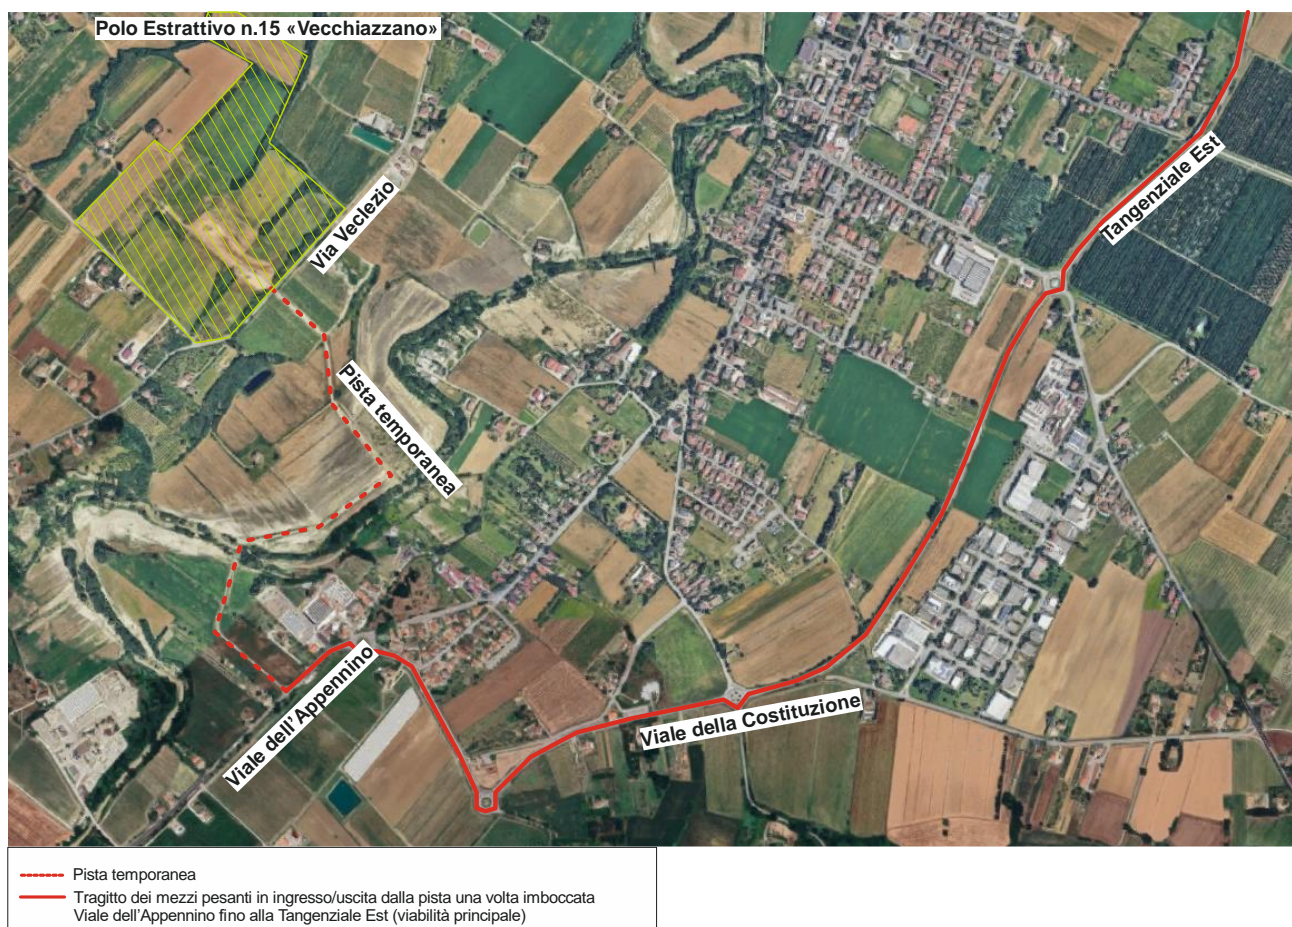 Polo Estrattivo n.15 «Vecchiazzano»
Via Veclezio
Tangenziale Est
Pista temporanea
Viale dell'Appennino
Viale della Costituzione
Pista temporanea
Tragitto dei mezzi pesanti in ingresso/uscita dalla pista una volta imboccata
Viale dell'Appennino fino alla Tangenziale Est (viabilità principale)